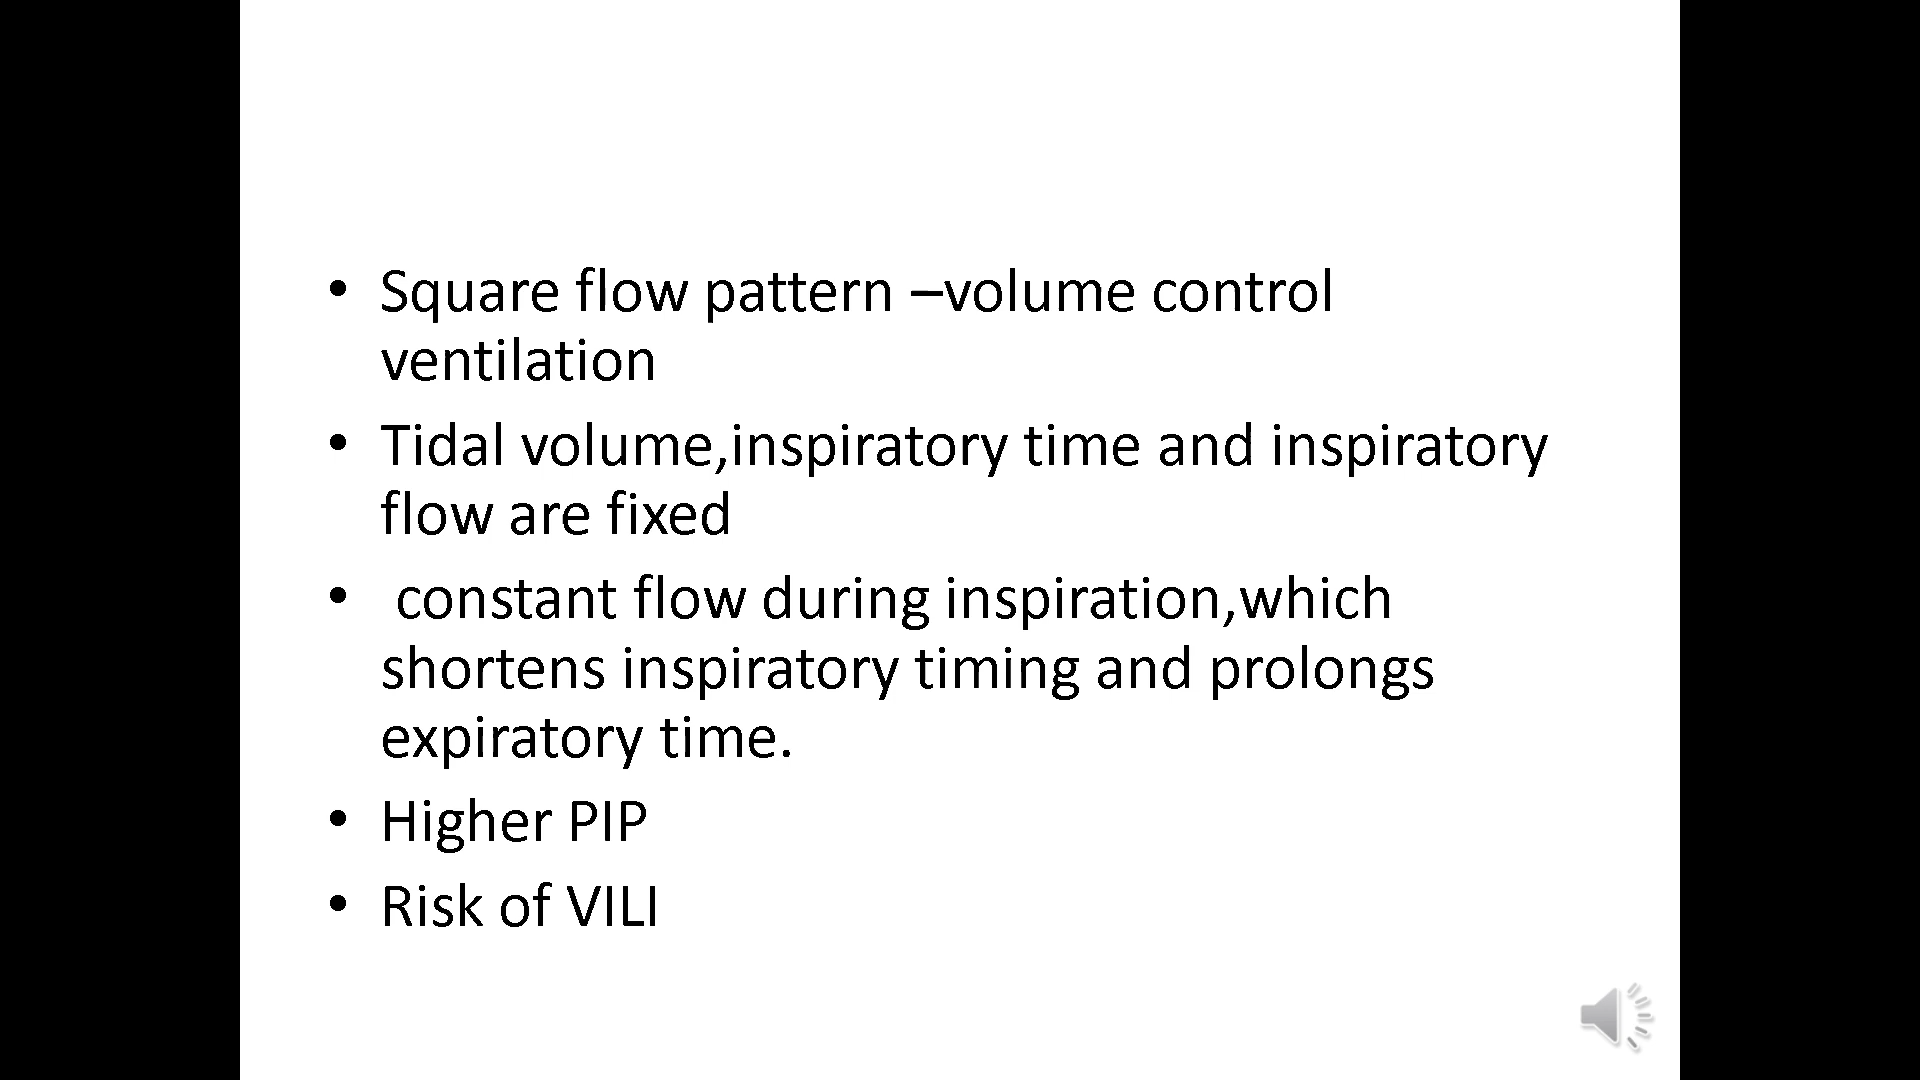 • Square flow pattern –volume control
ventilation
• Tidal volume,inspiratory time and inspiratory
flow are fixed
•  constant flow during inspiration,which
shortens inspiratory timing and prolongs
expiratory time.
• Higher PIP
• Risk of VILI